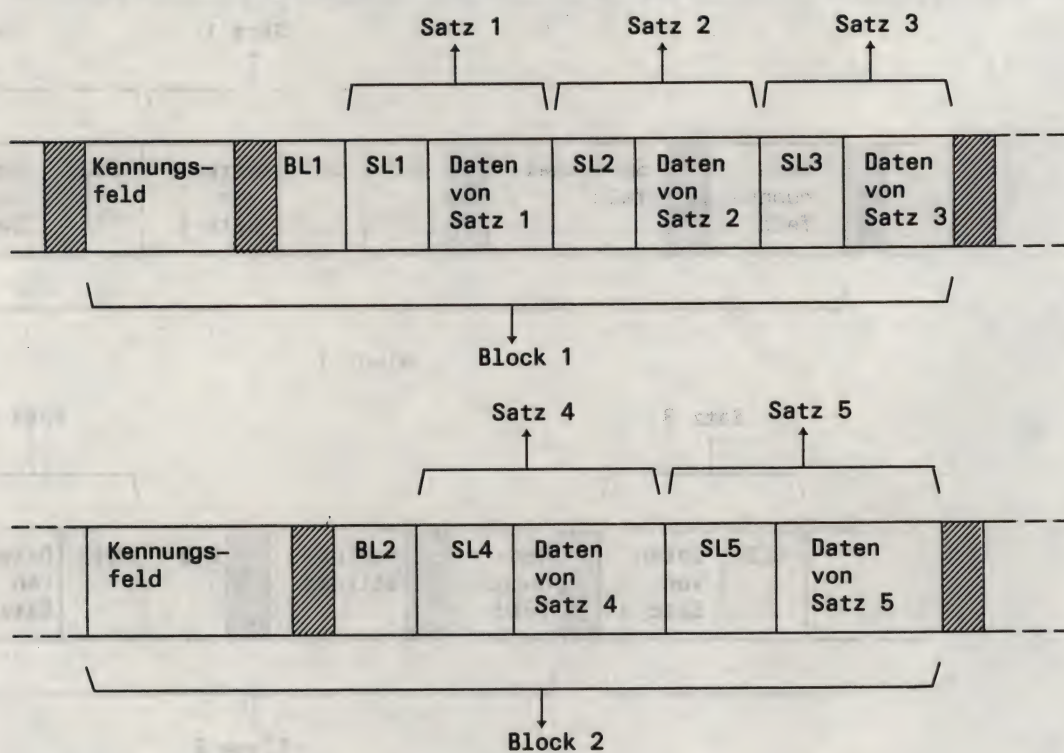 Satz 1 Satz 2 Satz 3
Kennungs-
feld
BL1
SL1
Daten
von
Satz 1
SL2
Daten
von
Satz 2
SL3
Daten
von
Satz 3
Block 1
Satz 4 Satz 5
Kennungs-
feld
BL2
SL4
Daten
von
Satz 4
SL5
Daten
von
Satz 5
Block 2